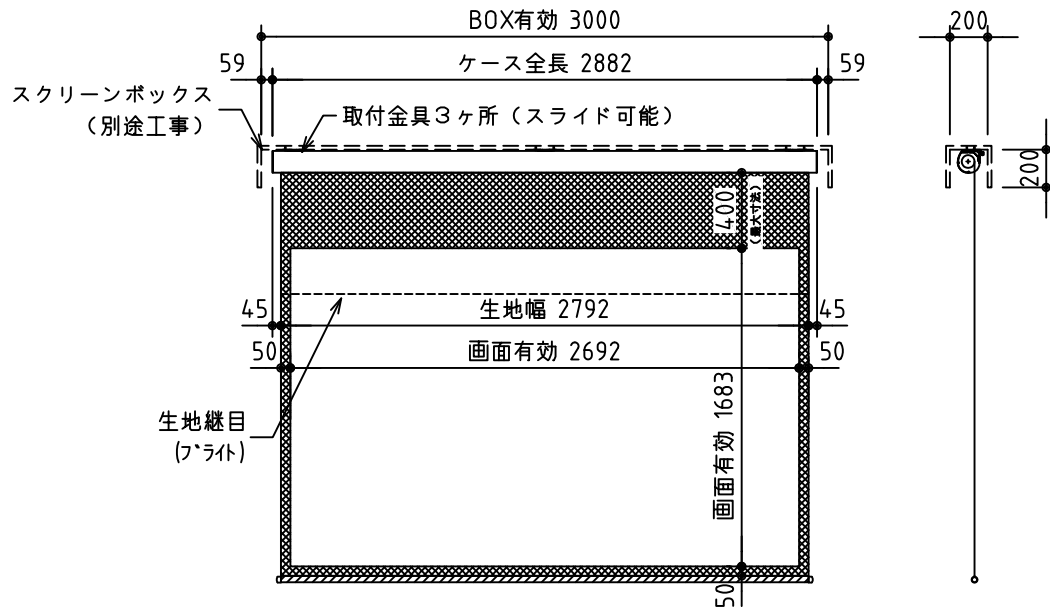 BOX有効 3000
200
59
ケース全長 2882
59
スクリーンボックス
（別途工事）
取付金具３ヶ所（スライド可能）
200
400
（最大寸法）
45
生地幅 2792
45
50
画面有効 2692
50
画面有効 1683
生地継目
(ﾌﾞﾗｲﾄ)
50